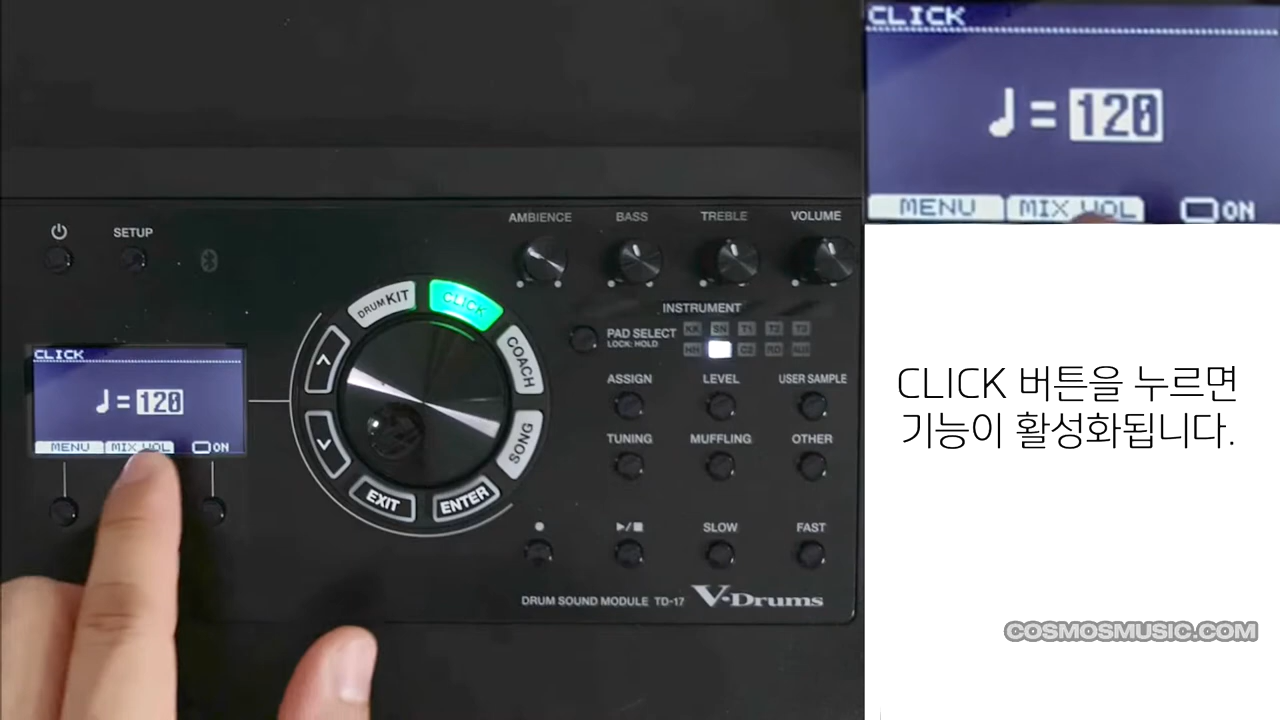 CLICK
♩ = 120
MENU MIX VOL ON
SETUP
AMBIENCE BASS TREBLE VOLUME
DRUM KIT
CLICK
COACH
SONG
ENTER
EXIT
CLICK
♩ = 120
MENU MIX VOL ON
INSTRUMENT
PAD SELECT
LOCK: HOLD
KK SN T1 T2 T3
HH C2 RD
ASSIGN LEVEL USER SAMPLE
TUNING MUFFLING OTHER
SLOW FAST
DRUM SOUND MODULE TD-17 V-Drums
CLICK 버튼을 누르면
기능이 활성화됩니다.
COSMOSMUSIC.COM